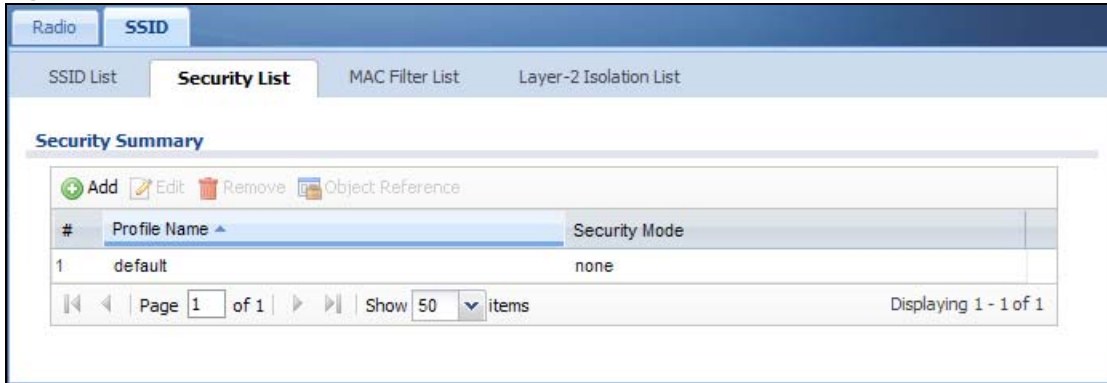 Radio SSID
SSID List Security List MAC Filter List Layer-2 Isolation List
Security Summary
Add Edit Remove Object Reference
# Profile Name Security Mode
1 default none
Page 1 of 1 Show 50 items Displaying 1 - 1 of 1